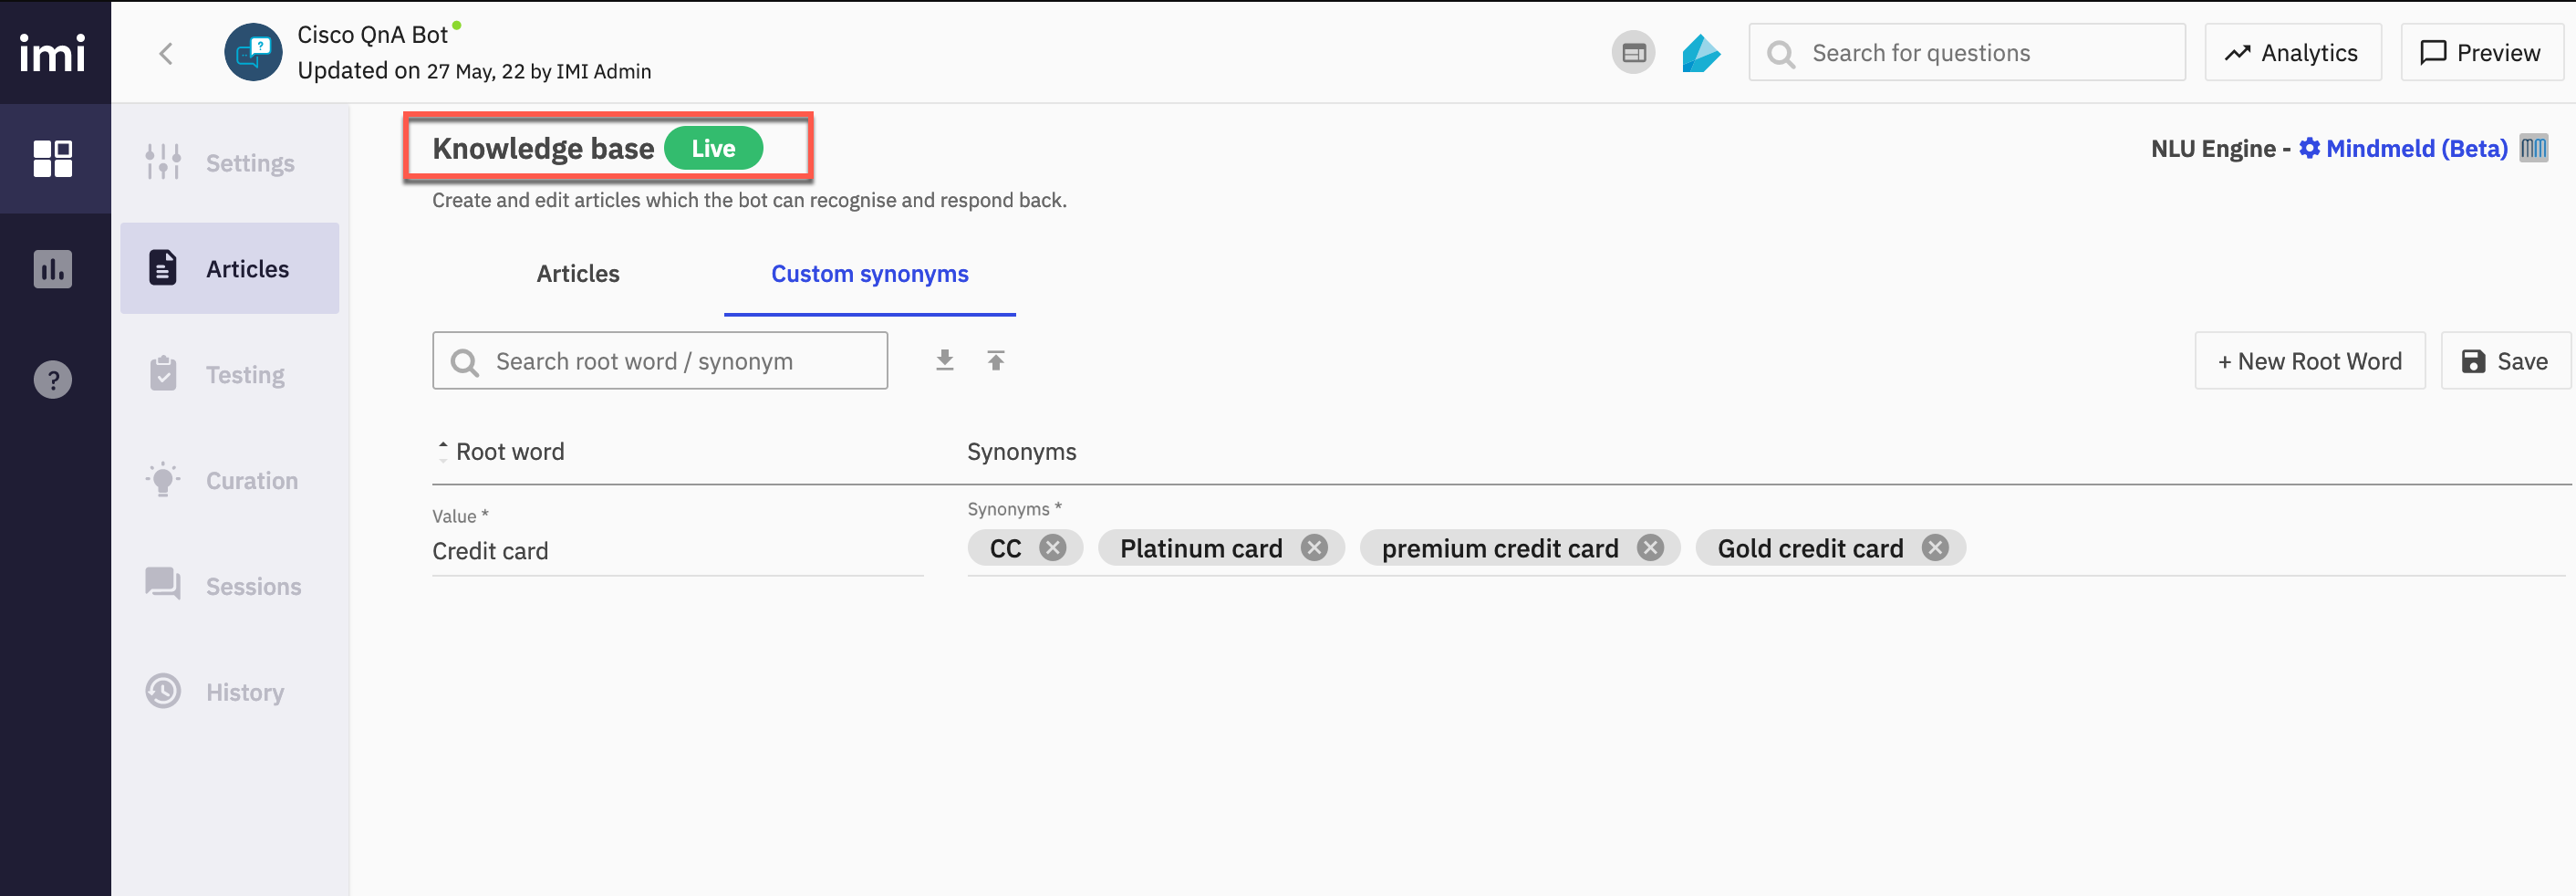 imi
Cisco QnA Bot
Updated on 27 May, 22 by IMI Admin
Search for questions
Analytics
Preview
Settings
Articles
Testing
Curation
Sessions
History
Knowledge base Live
NLU Engine - Mindmeld (Beta)
Create and edit articles which the bot can recognise and respond back.
Articles Custom synonyms
Search root word / synonym
+ New Root Word
Save
Root word Synonyms
Value *
Credit card
Synonyms *
CC Platinum card premium credit card Gold credit card